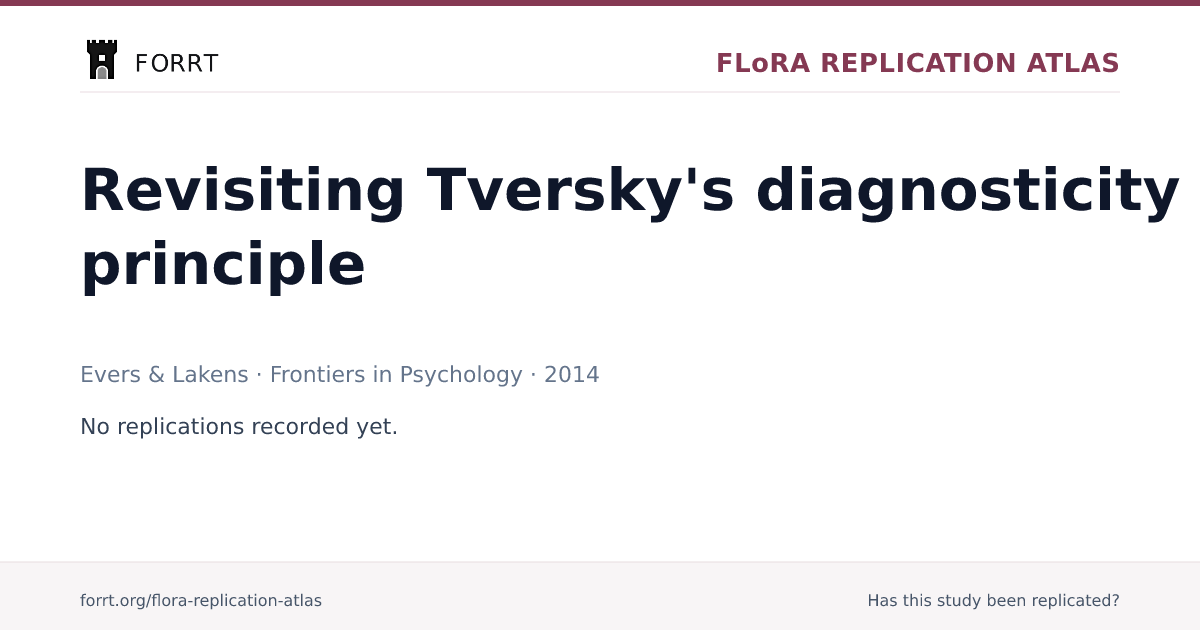 FORRT
FLoRA REPLICATION ATLAS
Revisiting Tversky's diagnosticity
principle
Evers & Lakens · Frontiers in Psychology · 2014
No replications recorded yet.
forrt.org/flora-replication-atlas
Has this study been replicated?